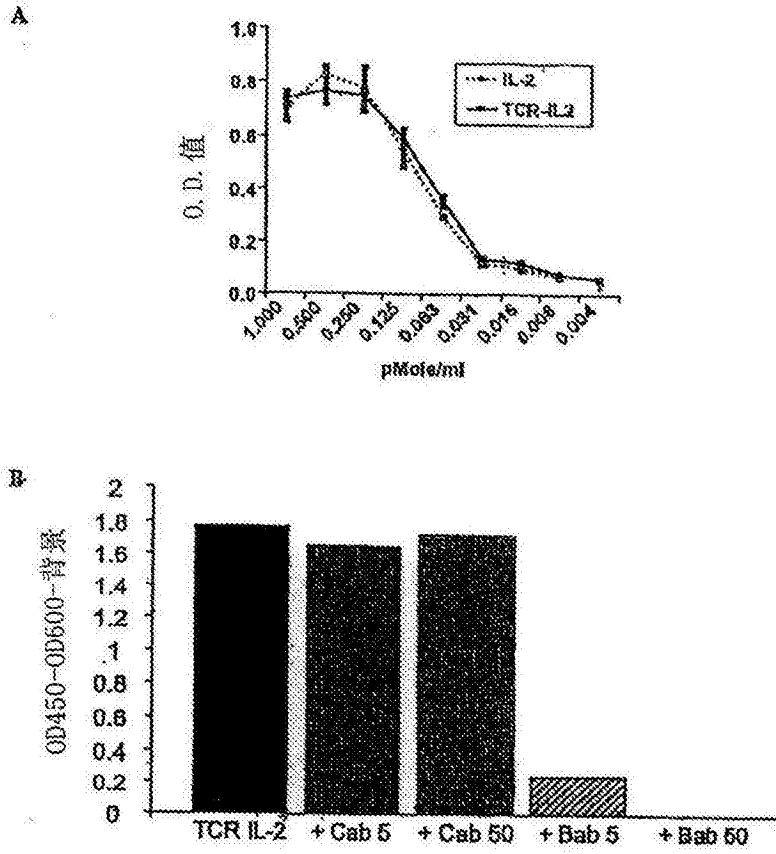 A
1.0
0.8
0.6
0.4
0.2
0.0
O.D.值
IL-2
TCR-IL2
1.000
0.500
0.250
0.125
0.063
0.031
0.016
0.008
0.004
pMole/ml
B
2
1.8
1.6
1.4
1.2
1
0.8
0.6
0.4
0.2
0
OD450-OD600-背景
TCR IL-2
+ Cab 5
+ Cab 50
+ Bab 5
+ Bab 50